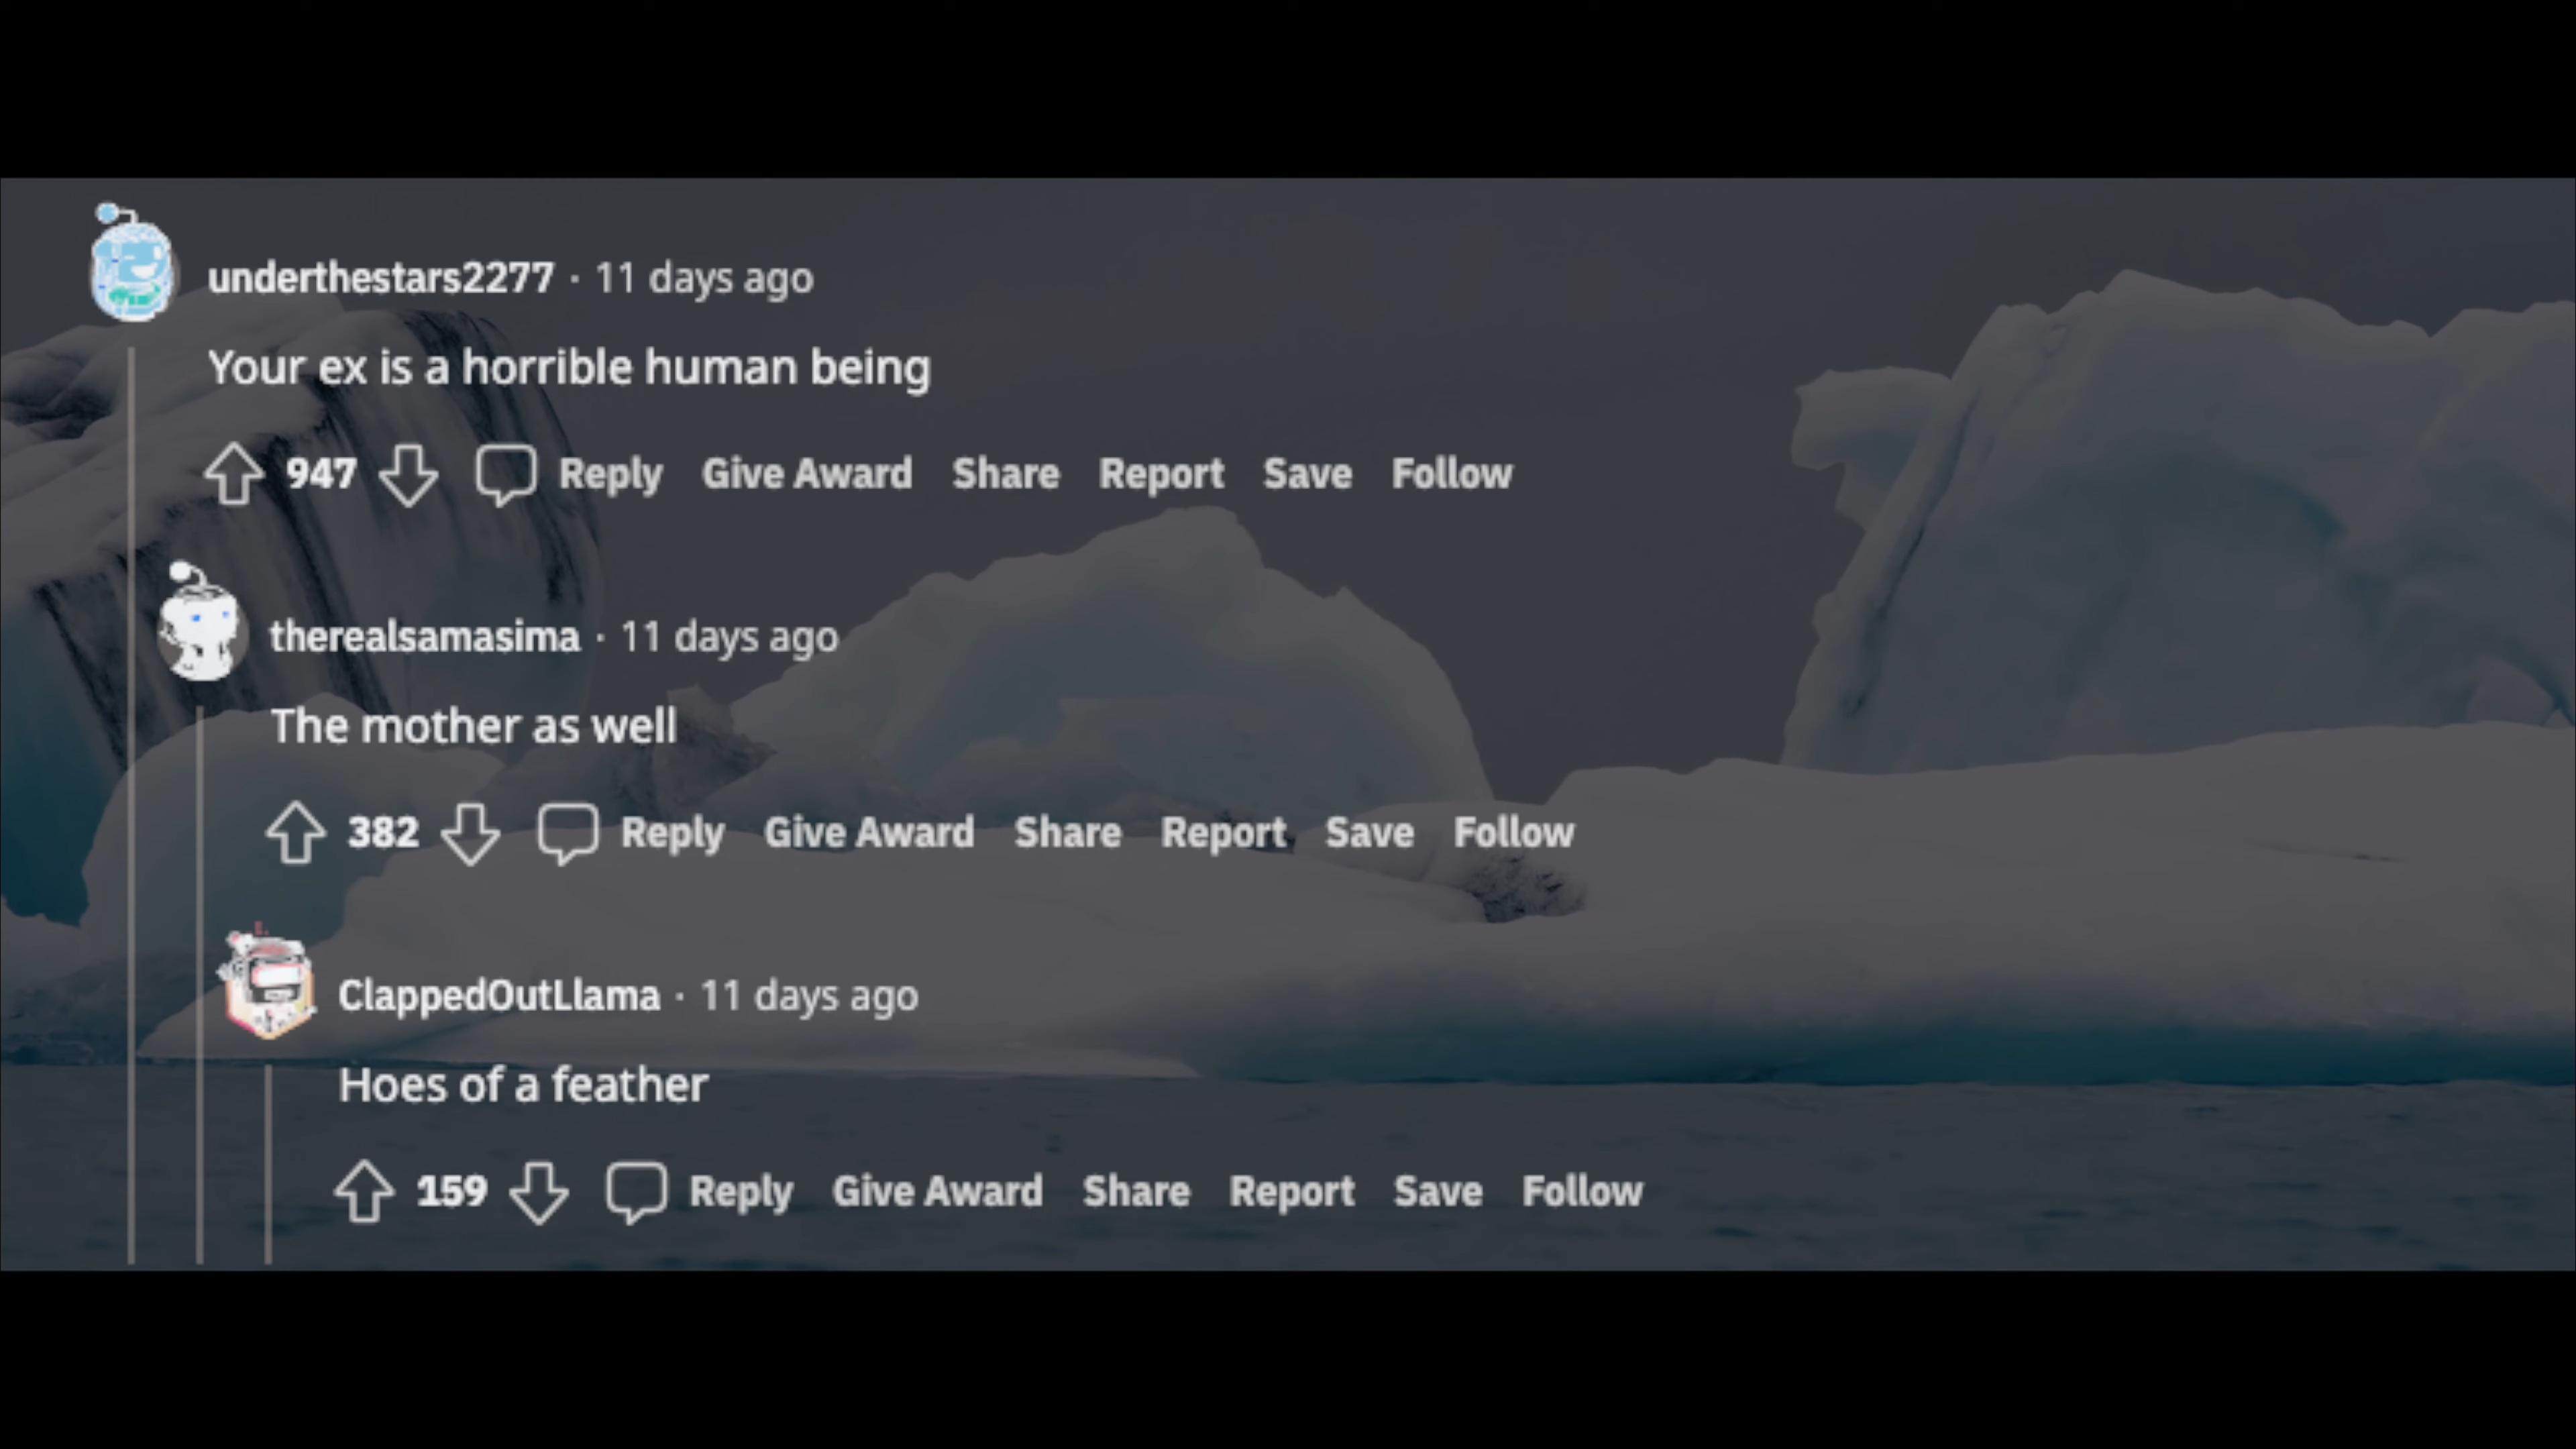 underthestars2277 · 11 days ago
Your ex is a horrible human being
947 Reply Give Award Share Report Save Follow
therealsamasima · 11 days ago
The mother as well
382 Reply Give Award Share Report Save Follow
ClappedOutLlama · 11 days ago
Hoes of a feather
159 Reply Give Award Share Report Save Follow